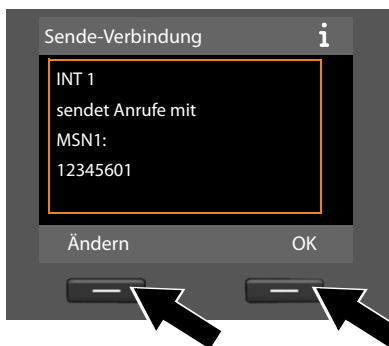 Sende-Verbindung i
INT 1
sendet Anrufe mit
MSN1:
12345601
Ändern OK